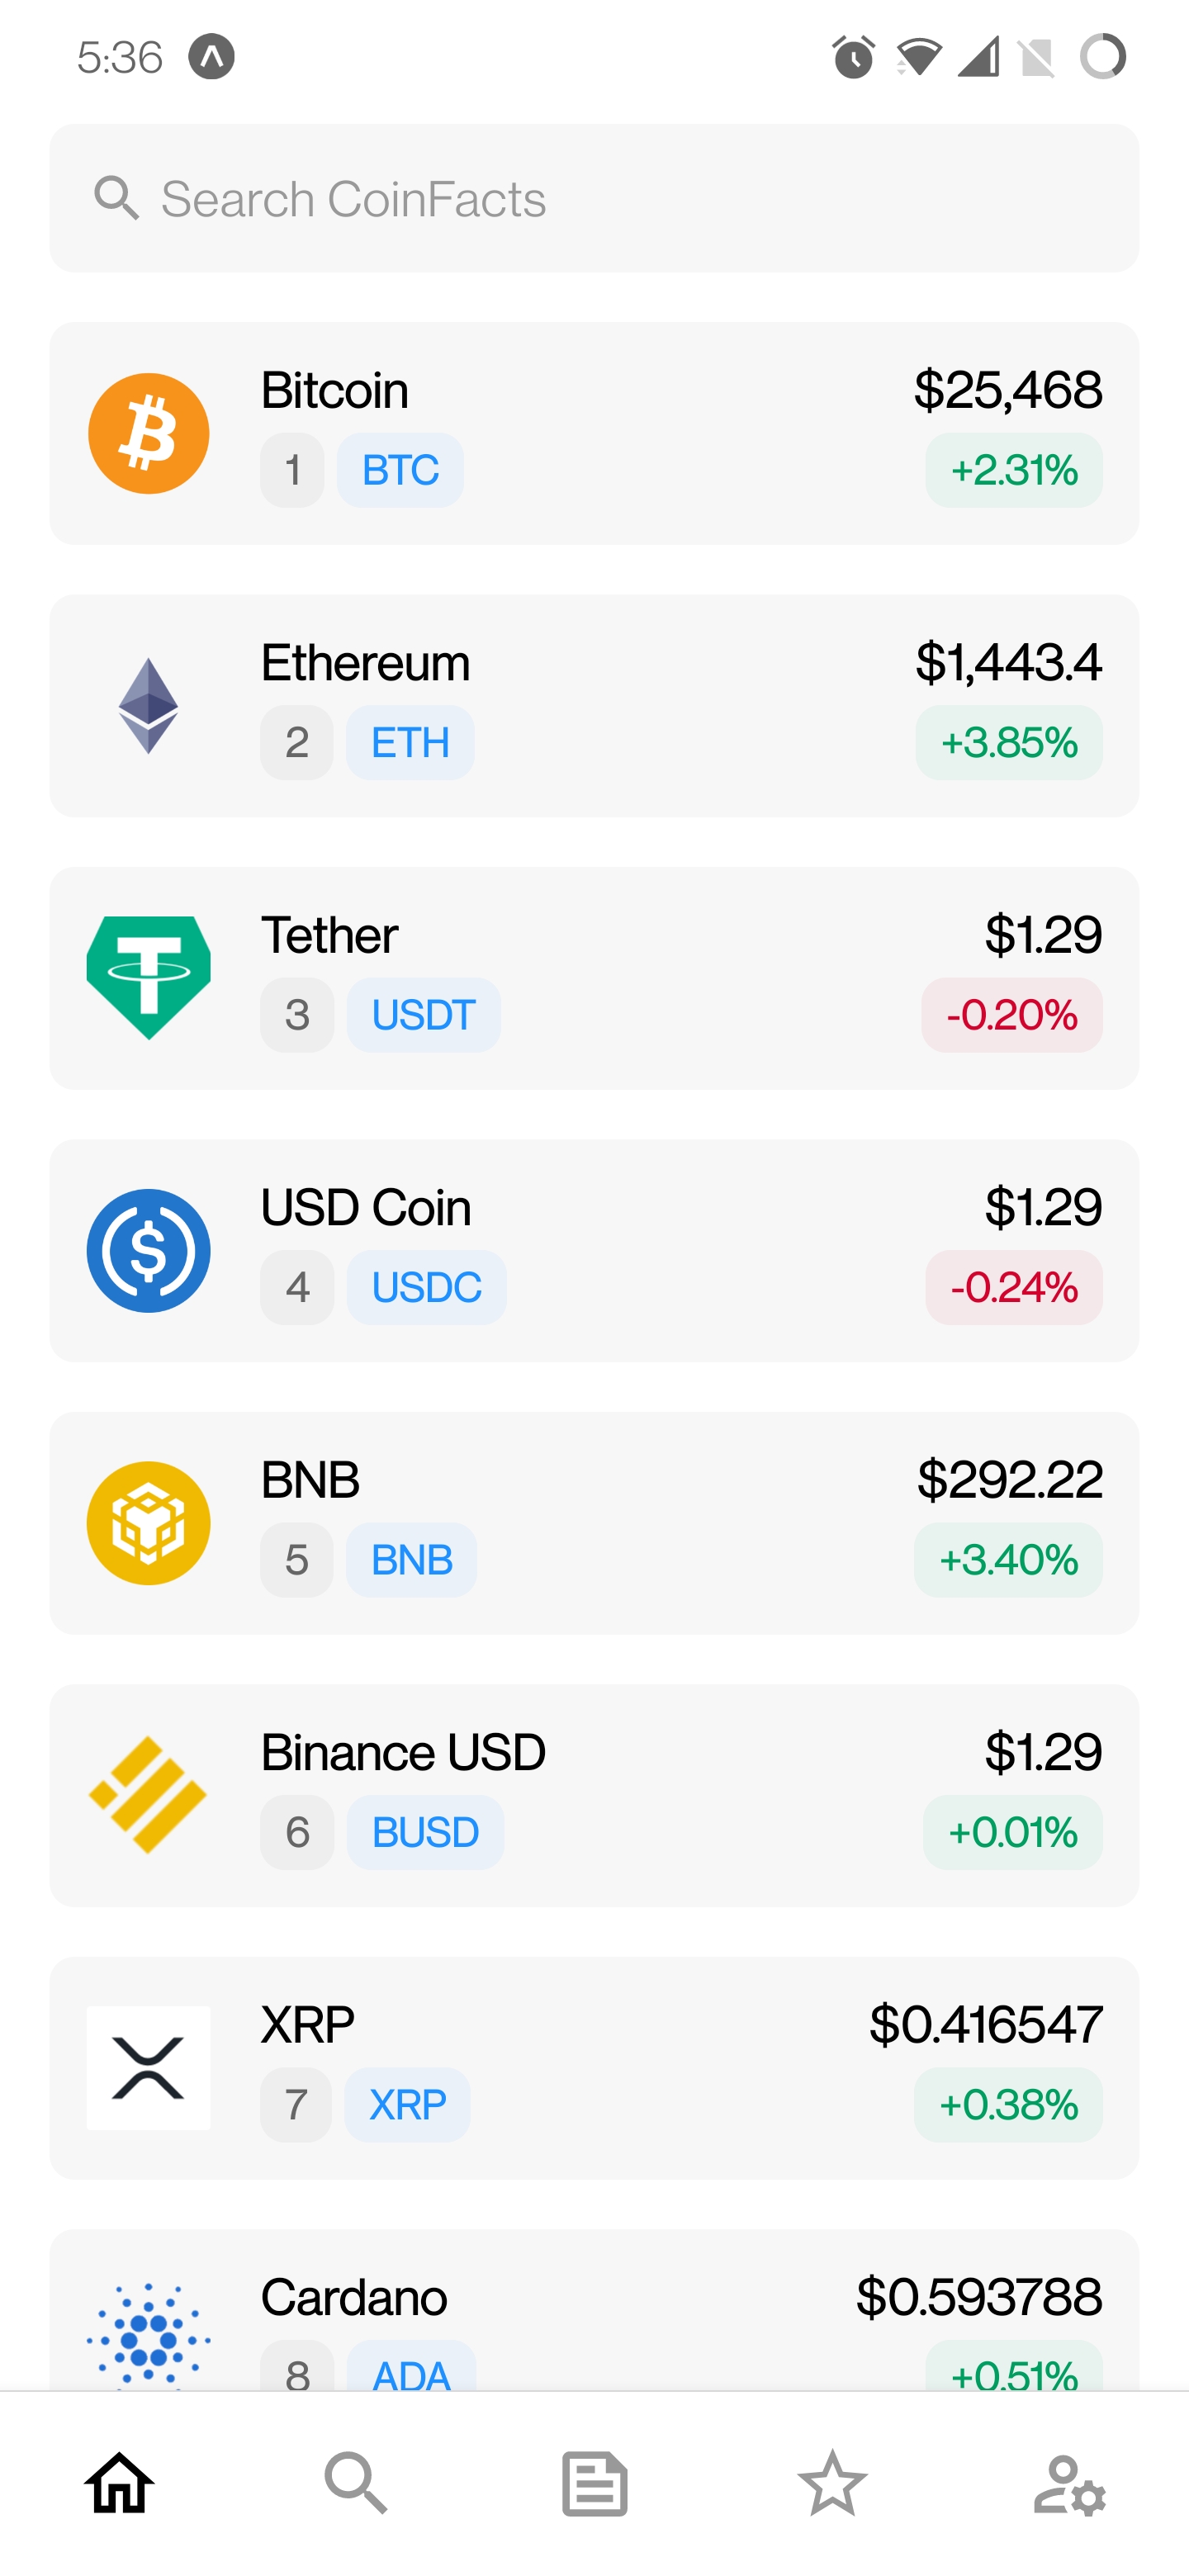 5:36
Search CoinFacts
Bitcoin $25,468
1 BTC +2.31%
Ethereum $1,443.4
2 ETH +3.85%
Tether $1.29
3 USDT -0.20%
USD Coin $1.29
4 USDC -0.24%
BNB $292.22
5 BNB +3.40%
Binance USD $1.29
6 BUSD +0.01%
XRP $0.416547
7 XRP +0.38%
Cardano $0.593788
8 ADA +0.51%